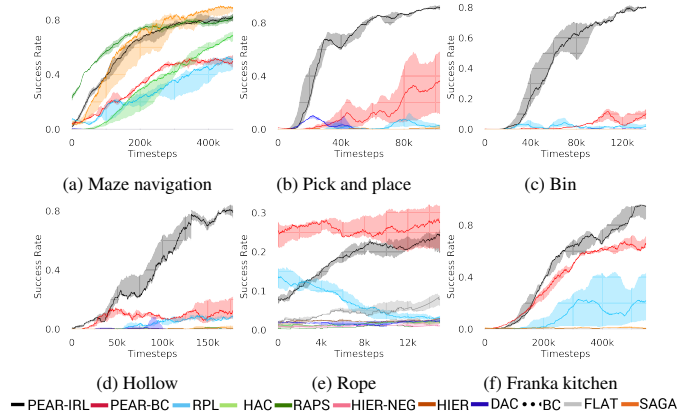 0.8
0.4
0.0
Success Rate
0 200k 400k
Timesteps
0.8
0.4
0.0
Success Rate
40k 80k
Timesteps
0.8
0.6
0.4
0.2
0.0
Success Rate
40k 80k 120k
Timesteps
(a) Maze navigation (b) Pick and place (c) Bin
0.8
0.4
0.0
Success Rate
0 50k 100k 150k
Timesteps
0.3
0.2
0.1
0.0
Success Rate
4k 8k 12k
Timesteps
0.8
0.4
0.0
Success Rate
0 200k 400k
Timesteps
(d) Hollow (e) Rope (f) Franka kitchen
PEAR-IRL PEAR-BC RPL HAC RAPS HIER-NEG HIER DAC BC FLAT SAGA